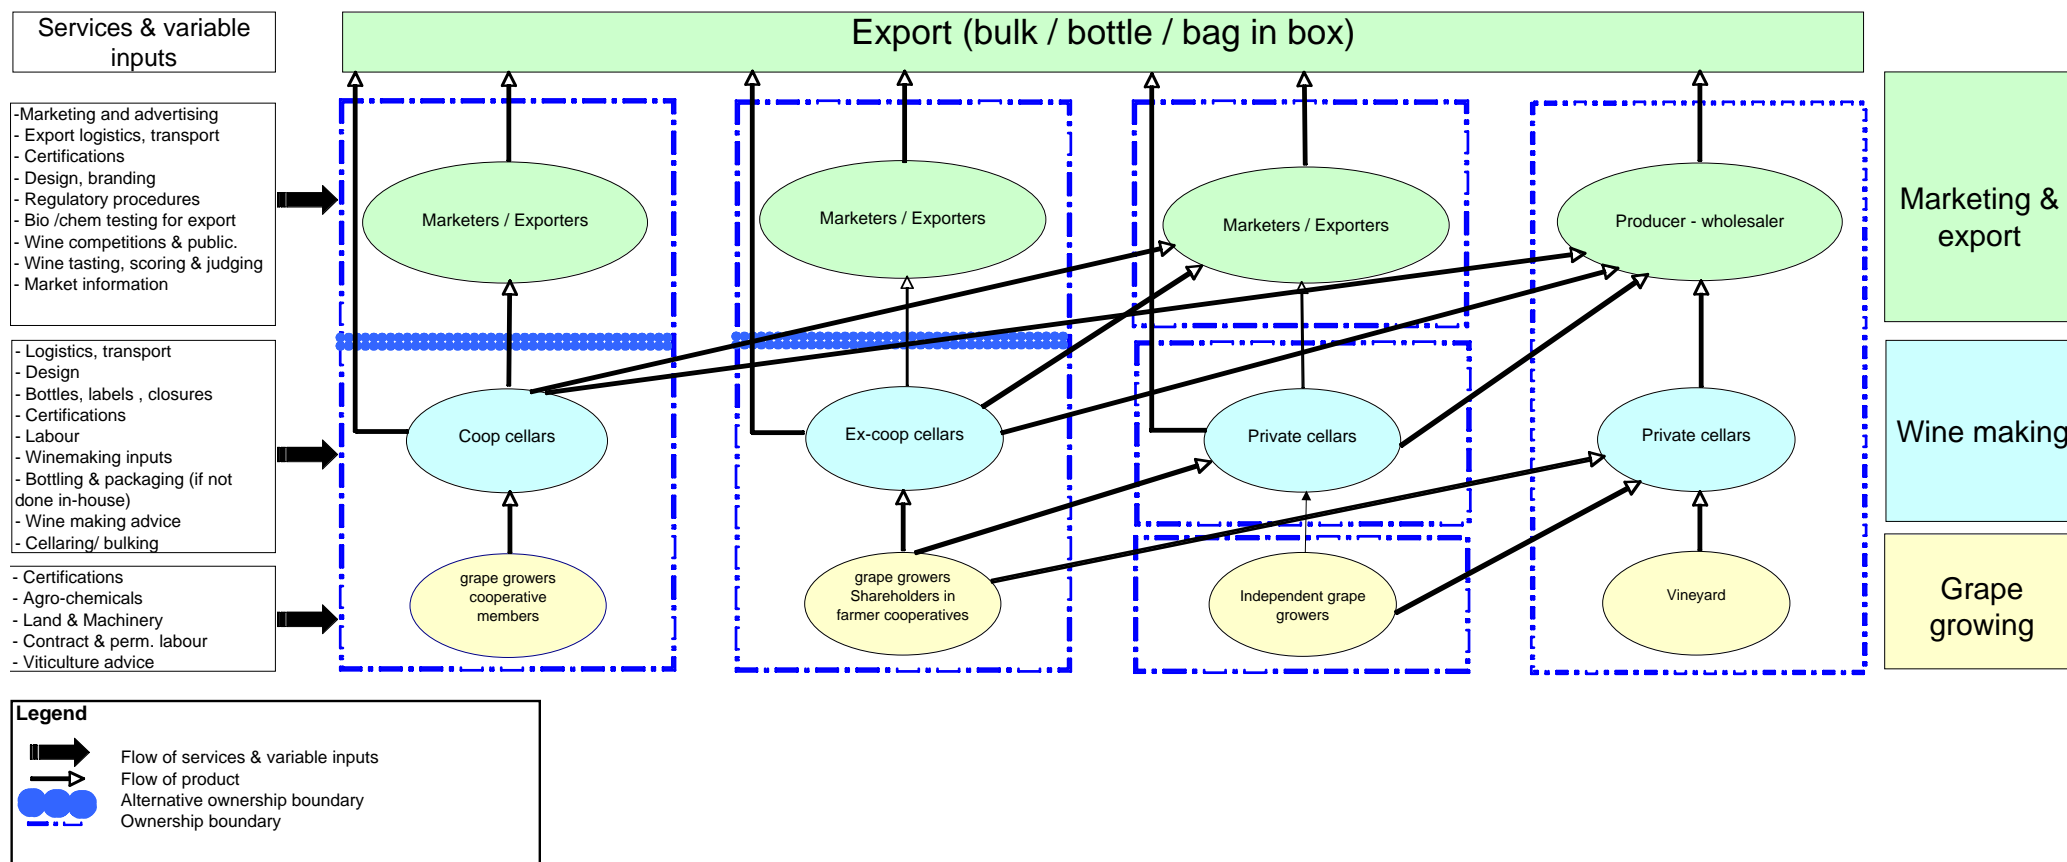 Services & variable
inputs
Export (bulk / bottle / bag in box)
-Marketing and advertising
- Export logistics, transport
- Certifications
- Design, branding
- Regulatory procedures
- Bio /chem testing for export
- Wine competitions & public.
- Wine tasting, scoring & judging
- Market information
Marketers / Exporters
Marketers / Exporters
Marketers / Exporters
Producer - wholesaler
Marketing &
export
- Logistics, transport
- Design
- Bottles, labels , closures
- Certifications
- Labour
- Winemaking inputs
- Bottling & packaging (if not
done in-house)
- Wine making advice
- Cellaring/ bulking
Coop cellars
Ex-coop cellars
Private cellars
Private cellars
Wine making
- Certifications
- Agro-chemicals
- Land & Machinery
- Contract & perm. labour
- Viticulture advice
grape growers
cooperative
members
grape growers
Shareholders in
farmer cooperatives
Independent grape
growers
Vineyard
Grape
growing
Legend
Flow of services & variable inputs
Flow of product
Alternative ownership boundary
Ownership boundary